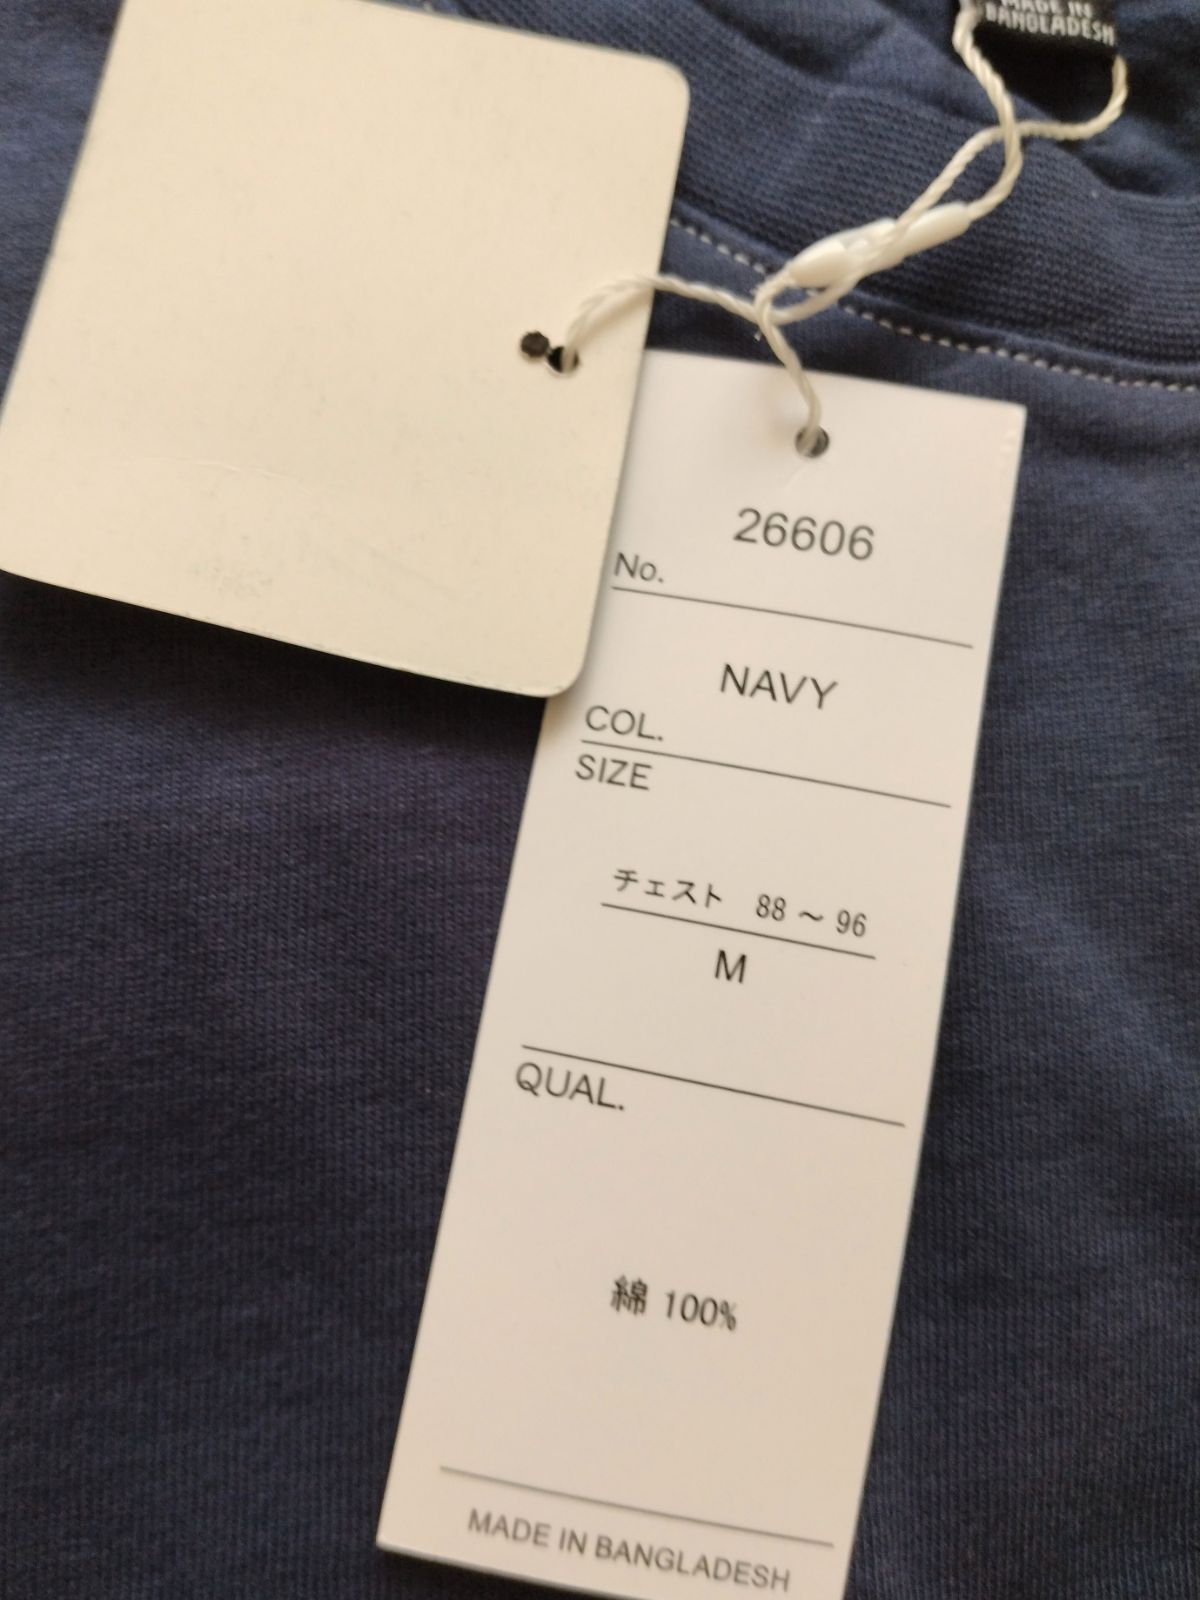 MADE IN
BANGLADESH
26606
No.
NAVY
COL.
SIZE
チェスト 88 ～ 96
M
QUAL.
綿 100%
MADE IN BANGLADESH